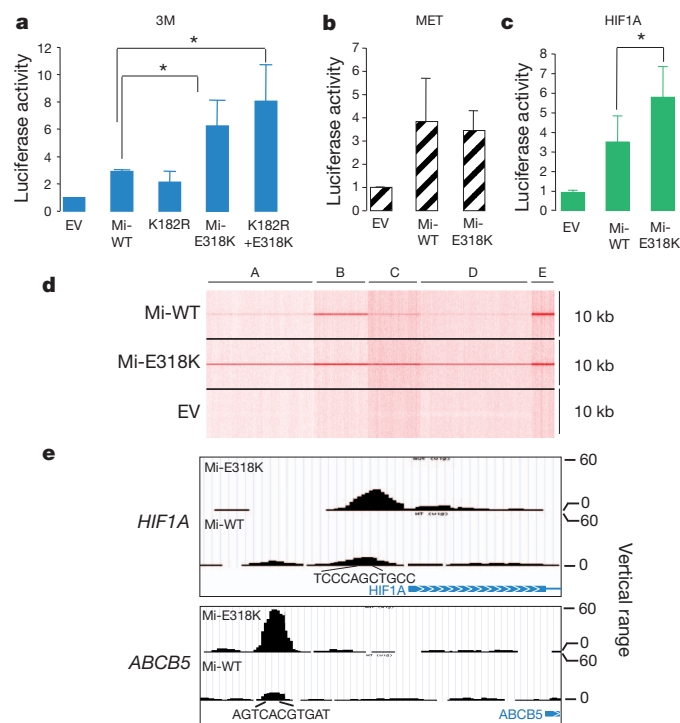 a
3M
Luciferase activity
12
10
8
6
4
2
0
*
*
EV
Mi-
WT
K182R
Mi-
E318K
K182R
+E318K
b
MET
Luciferase activity
7
6
5
4
3
2
1
0
EV
Mi-
WT
Mi-
E318K
c
HIF1A
Luciferase activity
8
7
6
5
4
3
2
1
0
*
EV
Mi-
WT
Mi-
E318K
d
A B C D E
Mi-WT 10 kb
Mi-E318K 10 kb
EV 10 kb
e
HIF1A
Mi-E318K
60
0
Mi-WT
60
0
TCCCAGCTGCC
HIF1A
ABCB5
Mi-E318K
60
0
Mi-WT
60
0
AGTCACGTGAT
ABCB5
Vertical range